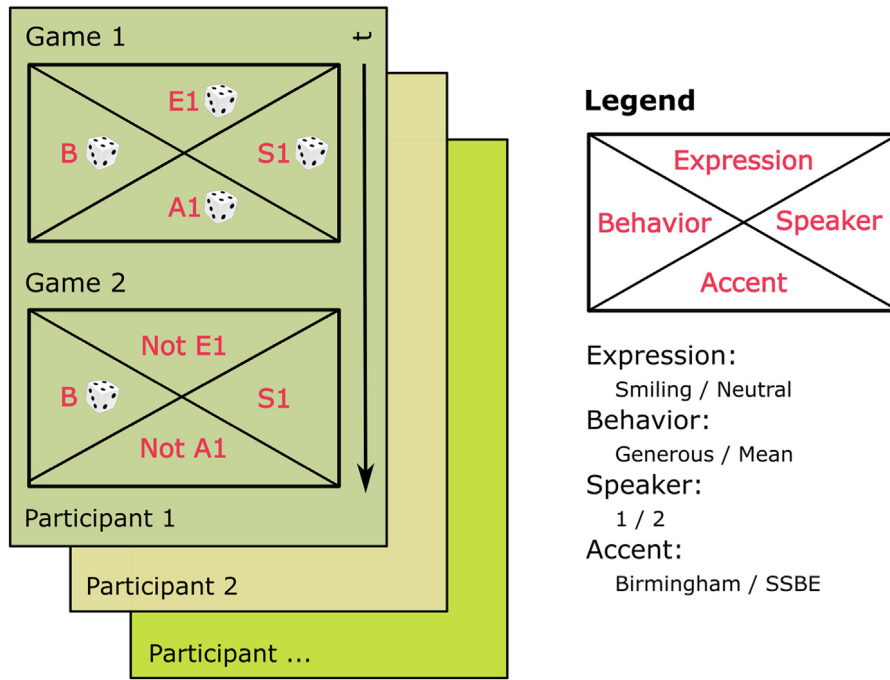 Game 1
t
E1
B
S1
A1
Game 2
Not E1
B
S1
Not A1
Participant 1
Participant 2
Participant ...
Legend
Expression
Behavior
Speaker
Accent
Expression:
Smiling / Neutral
Behavior:
Generous / Mean
Speaker:
1 / 2
Accent:
Birmingham / SSBE